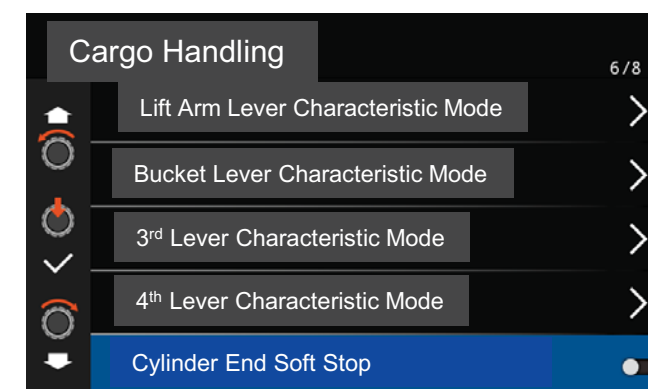 Cargo Handling
6/8
Lift Arm Lever Characteristic Mode
Bucket Lever Characteristic Mode
3rd Lever Characteristic Mode
4th Lever Characteristic Mode
Cylinder End Soft Stop